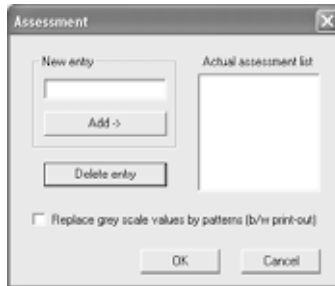 Assessment
New entry
Actual assessment list
Add ->
Delete entry
Replace grey scale values by patterns (b/w print-out)
OK
Cancel